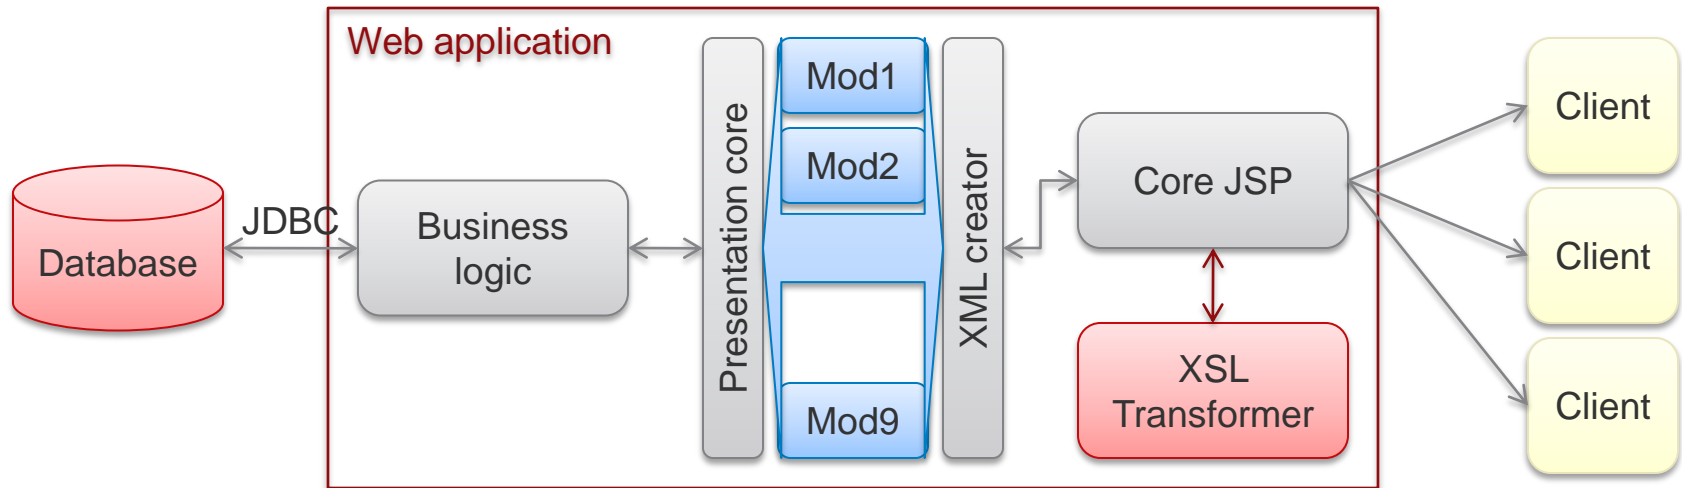 Web application
Database
JDBC
Business
logic
Presentation core
Mod1
Mod2
Mod9
XML creator
Core JSP
XSL
Transformer
Client
Client
Client